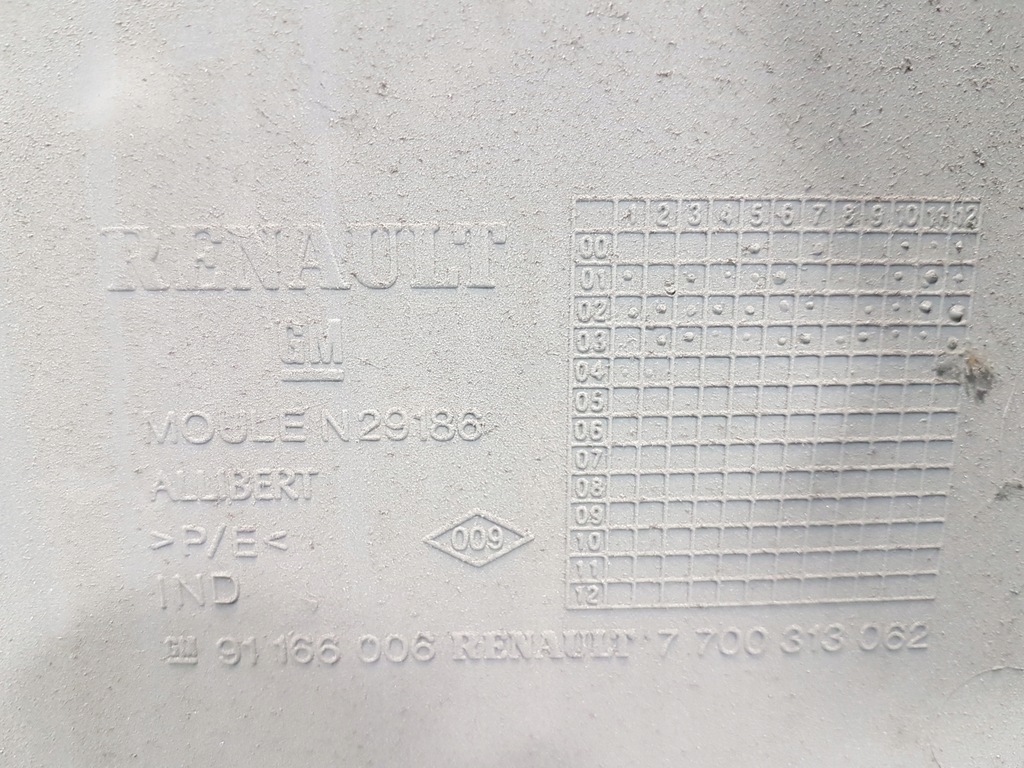 RENAULT
GM
MOULE N 29186
ALLIBERT
>P/E<
IND
009
1 2 3 4 5 6 7 8 9 10 11 12
00
01
02
03
04
05
06
07
08
09
10
11
12
GM 91 166 006 RENAULT 7 700 313 062